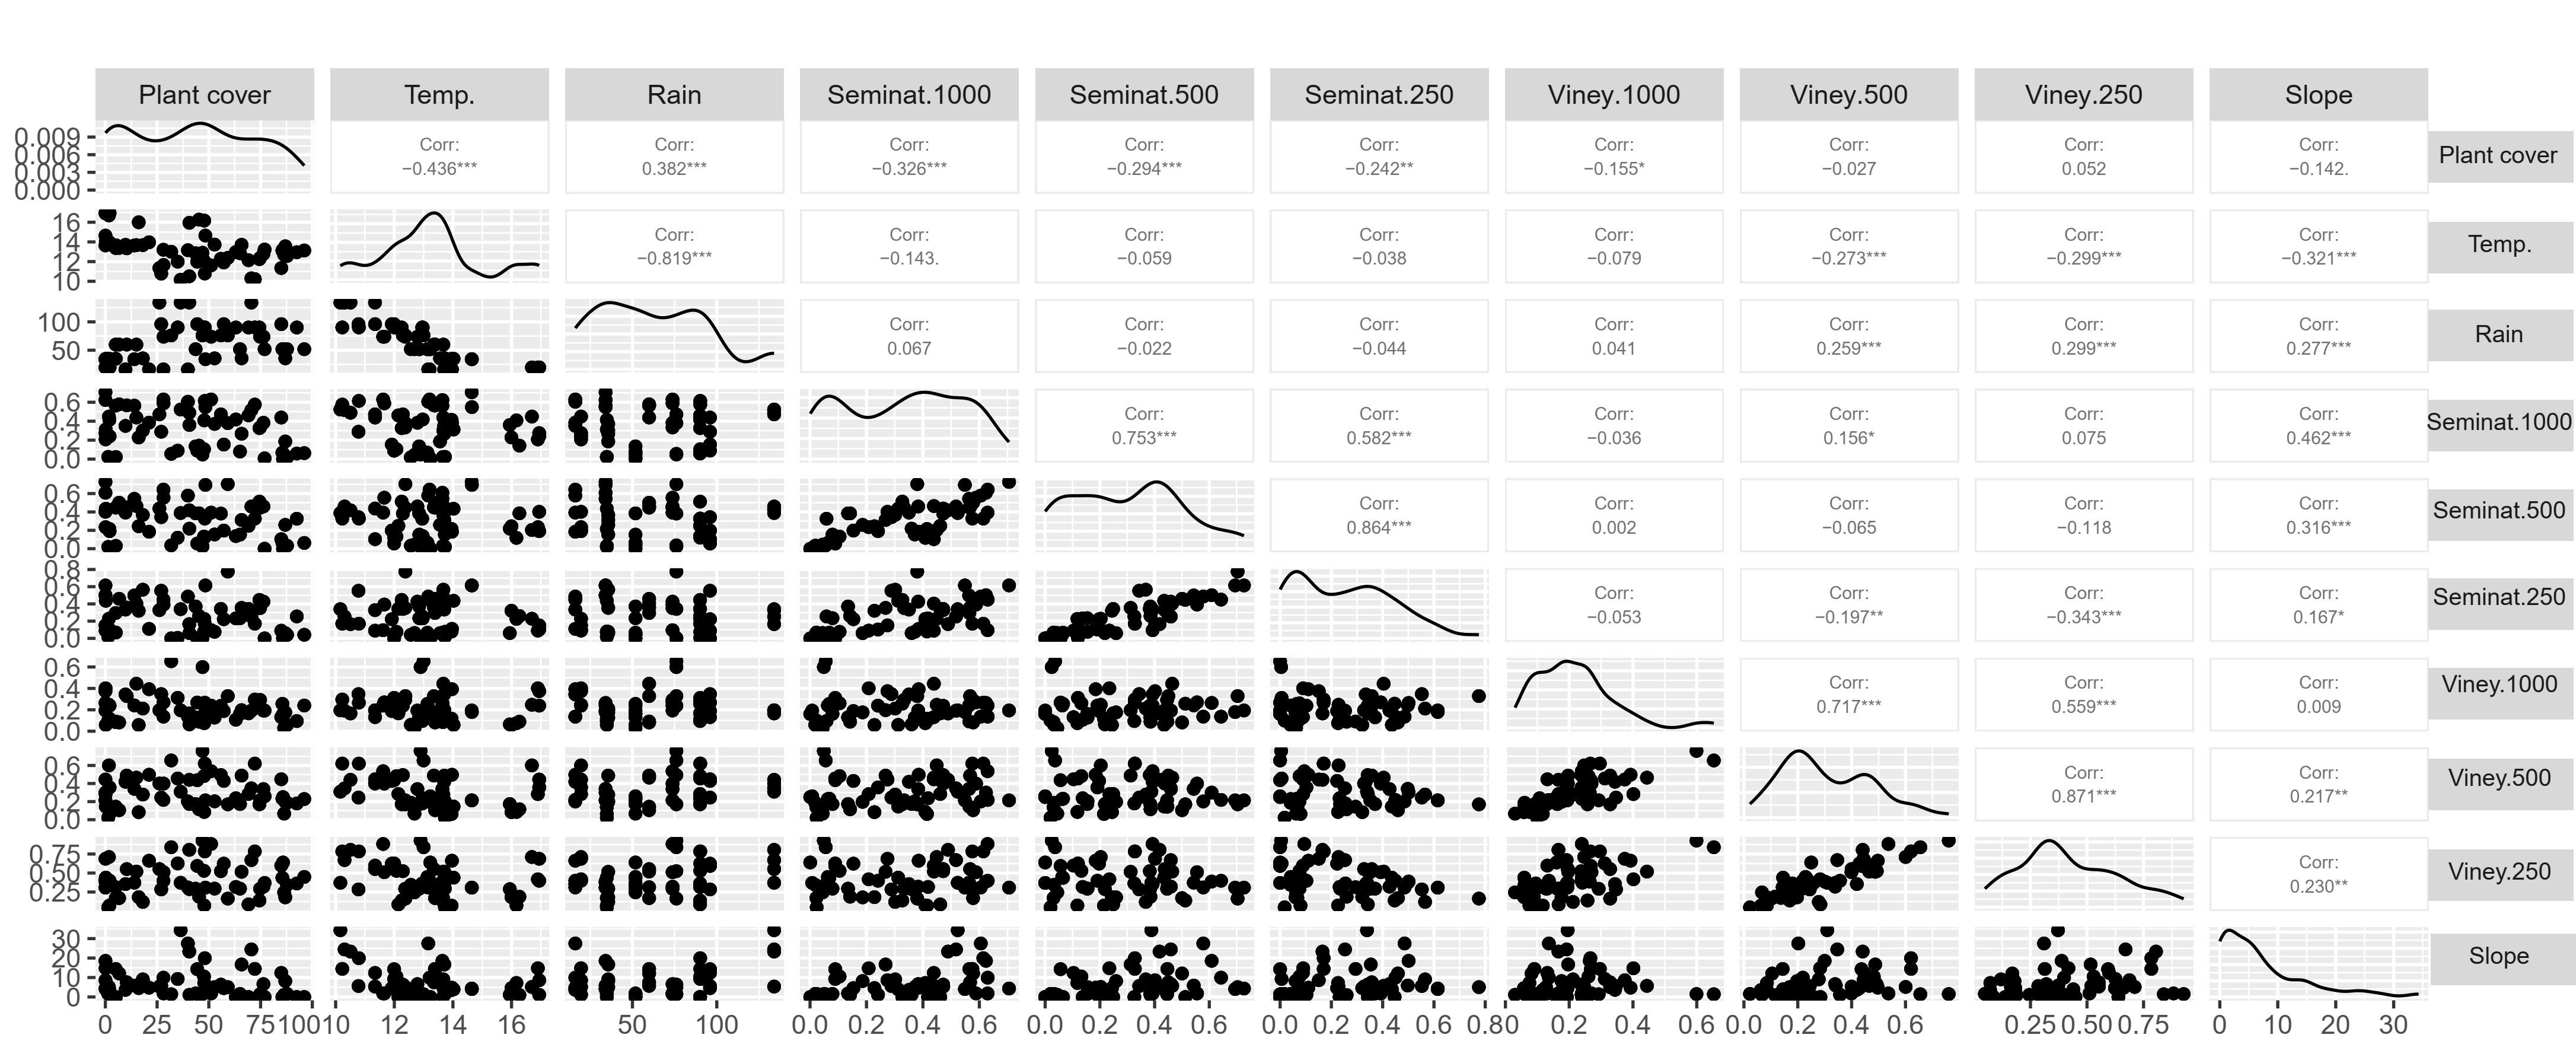 Plant cover Temp. Rain Seminat.1000 Seminat.500 Seminat.250 Viney.1000 Viney.500 Viney.250 Slope
0.009
0.006
0.003
0.000
Corr: Corr: Corr: Corr: Corr: Corr: Corr: Corr: Corr:
−0.436*** 0.382*** −0.326*** −0.294*** −0.242** −0.155* −0.027 0.052 −0.142.
Plant cover
16
14
12
10
Corr: Corr: Corr: Corr: Corr: Corr: Corr: Corr:
−0.819*** −0.143. −0.059 −0.038 −0.079 −0.273*** −0.299*** −0.321***
Temp.
100
50
Corr: Corr: Corr: Corr: Corr: Corr: Corr:
0.067 −0.022 −0.044 0.041 0.259*** 0.299*** 0.277***
Rain
0.6
0.4
0.2
0.0
Corr: Corr: Corr: Corr: Corr: Corr:
0.753*** 0.582*** −0.036 0.156* 0.075 0.462***
Seminat.1000
0.6
0.4
0.2
0.0
Corr: Corr: Corr: Corr: Corr:
0.864*** 0.002 −0.065 −0.118 0.316***
Seminat.500
0.8
0.6
0.4
0.2
0.0
Corr: Corr: Corr: Corr:
−0.053 −0.197** −0.343*** 0.167*
Seminat.250
0.6
0.4
0.2
0.0
Corr: Corr: Corr:
0.717*** 0.559*** 0.009
Viney.1000
0.6
0.4
0.2
0.0
Corr: Corr:
0.871*** 0.217**
Viney.500
0.75
0.50
0.25
Corr:
0.230**
Viney.250
30
20
10
0
Slope
0 25 50 75 100 10 12 14 16 50 100 0.0 0.2 0.4 0.6 0.0 0.2 0.4 0.6 0.0 0.2 0.4 0.6 0.8 0.2 0.4 0.6 0.0 0.2 0.4 0.6 0.25 0.50 0.75 0 10 20 30